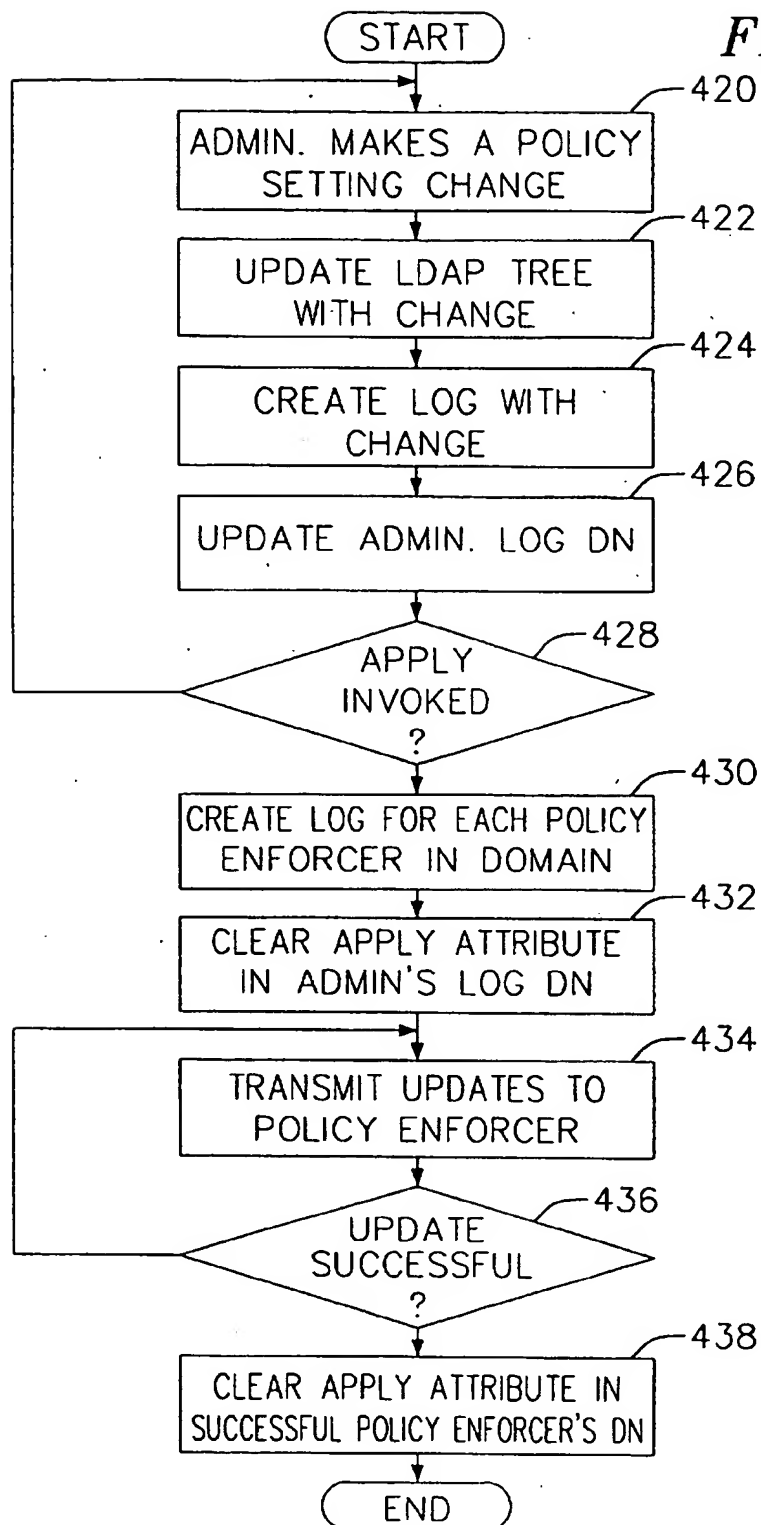 START
420
ADMIN. MAKES A POLICY
SETTING CHANGE
422
UPDATE LDAP TREE
WITH CHANGE
424
CREATE LOG WITH
CHANGE
426
UPDATE ADMIN. LOG DN
428
APPLY
INVOKED
?
430
CREATE LOG FOR EACH POLICY
ENFORCER IN DOMAIN
432
CLEAR APPLY ATTRIBUTE
IN ADMIN'S LOG DN
434
TRANSMIT UPDATES TO
POLICY ENFORCER
436
UPDATE
SUCCESSFUL
?
438
CLEAR APPLY ATTRIBUTE IN
SUCCESSFUL POLICY ENFORCER'S DN
END